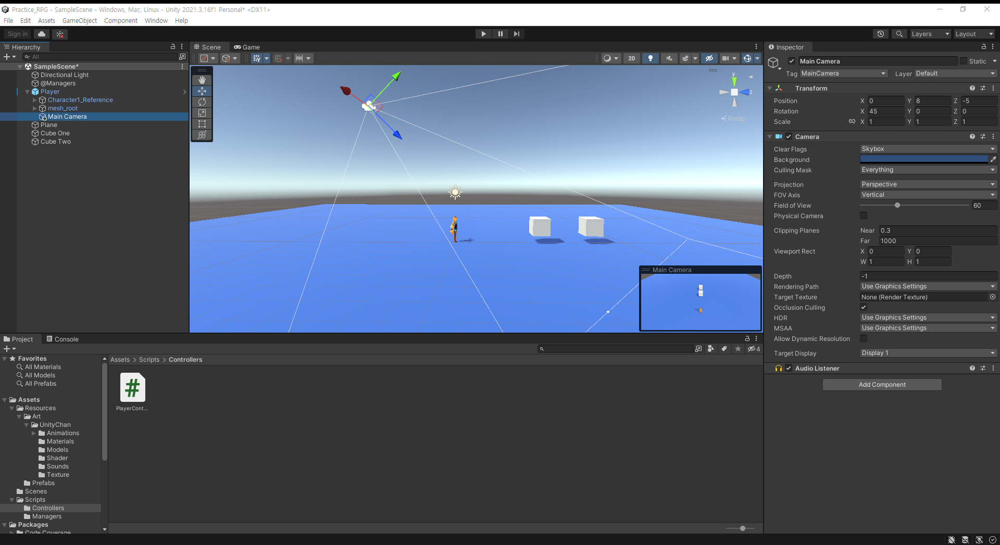 Practice_RPG - SampleScene - Windows, Mac, Linux - Unity 2021.3.16f1 Personal* <DX11>
File Edit Assets GameObject Component Window Help
Sign in
Layers
Layout
Hierarchy
All
SampleScene*
Directional Light
@Managers
Player
Character1_Reference
mesh_root
Main Camera
Plane
Cube One
Cube Two
Scene
Game
2D
y
z
Persp
Main Camera
Inspector
Main Camera
Static
Tag MainCamera Layer Default
Transform
Position X 0 Y 8 Z -5
Rotation X 45 Y 0 Z 0
Scale X 1 Y 1 Z 1
Camera
Clear Flags Skybox
Background
Culling Mask Everything
Projection Perspective
FOV Axis Vertical
Field of View 60
Physical Camera
Clipping Planes Near 0.3
Far 1000
Viewport Rect X 0 Y 0
W 1 H 1
Depth -1
Rendering Path Use Graphics Settings
Target Texture None (Render Texture)
Occlusion Culling
HDR Use Graphics Settings
MSAA Use Graphics Settings
Allow Dynamic Resolution
Target Display Display 1
Audio Listener
Add Component
Project
Console
4
Favorites
All Materials
All Models
All Prefabs
Assets
Resources
Art
UnityChan
Animations
Materials
Models
Shader
Sounds
Texture
Prefabs
Scenes
Scripts
Controllers
Managers
Packages
Code Coverage
Assets > Scripts > Controllers
#
PlayerCont...